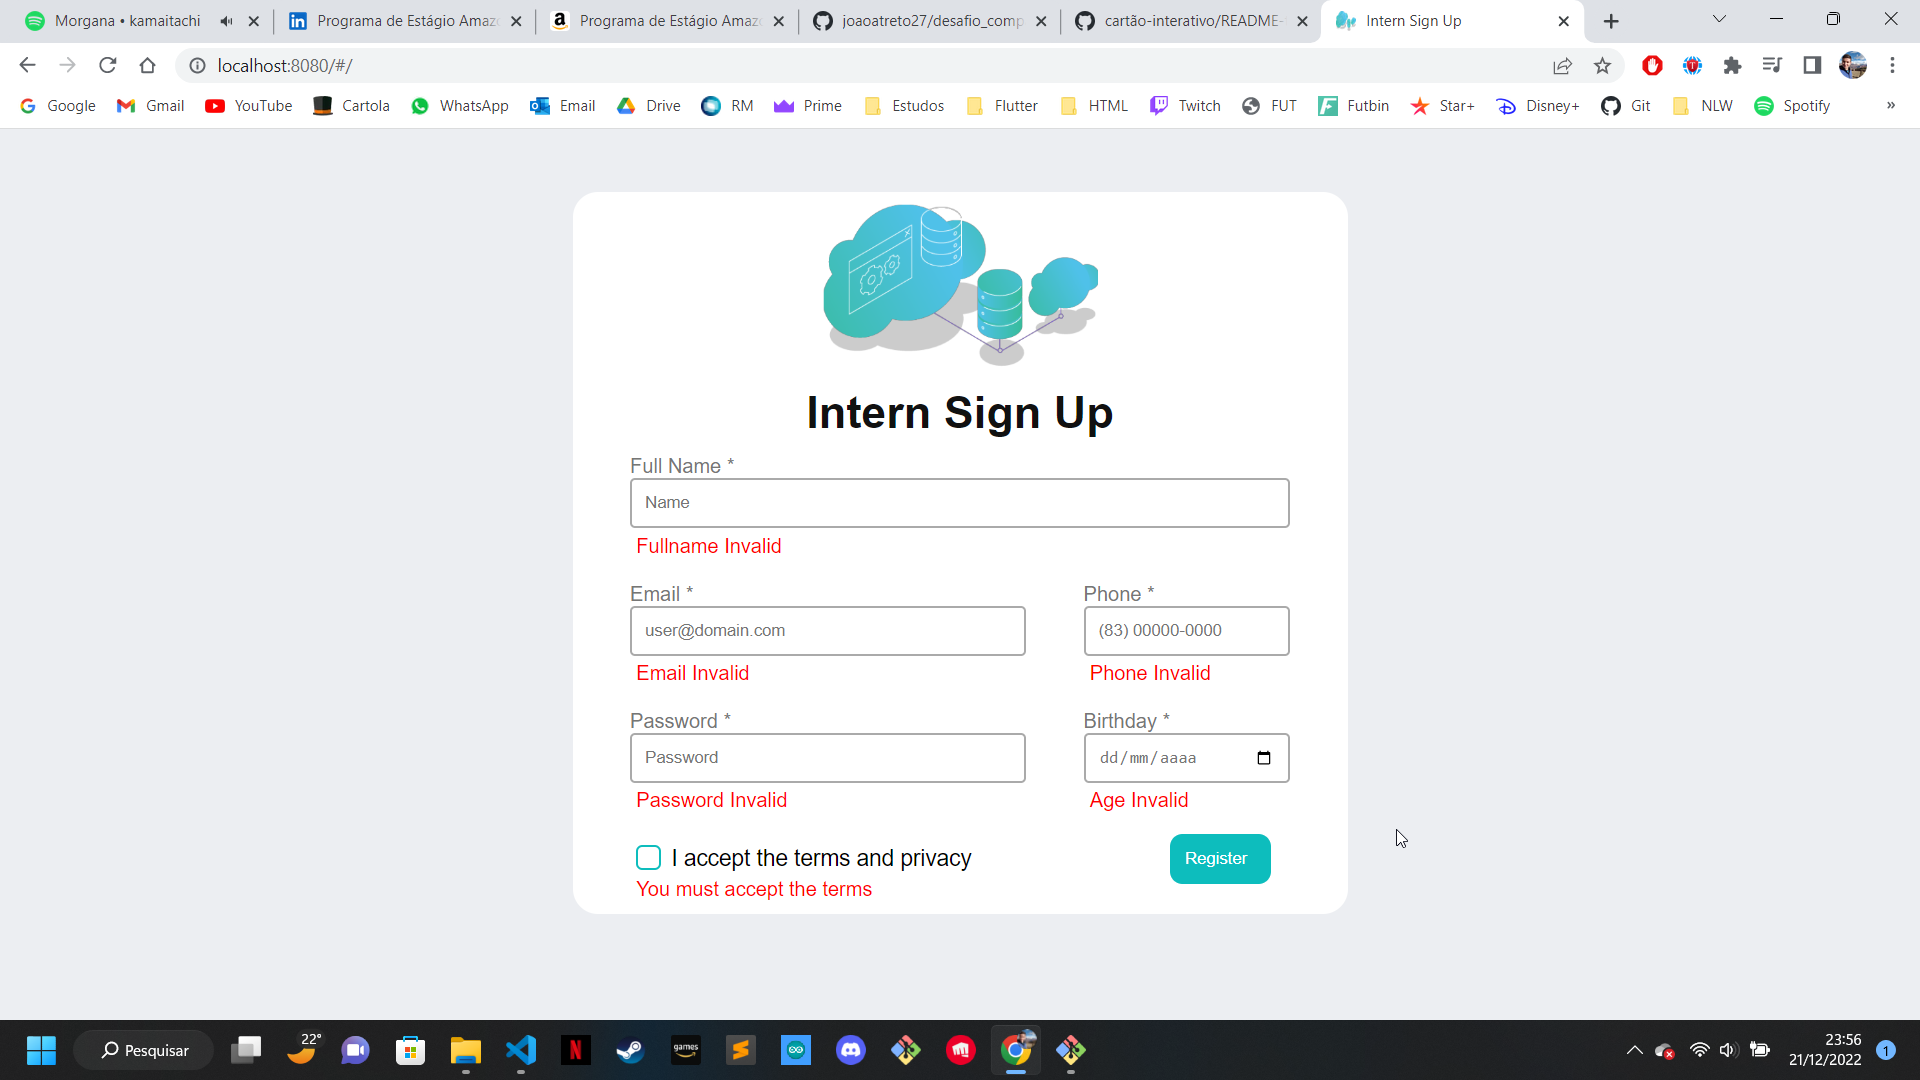 Morgana • kamaitachi
Programa de Estágio Amaz
Programa de Estágio Amaz
joaoatreto27/desafio_comp
cartão-interativo/README-
Intern Sign Up
localhost:8080/#/
Google
Gmail
YouTube
Cartola
WhatsApp
Email
Drive
RM
Prime
Estudos
Flutter
HTML
Twitch
FUT
Futbin
Star+
Disney+
Git
NLW
Spotify
»
Intern Sign Up
Full Name *
Name
Fullname Invalid
Email *
Phone *
user@domain.com
(83) 00000-0000
Email Invalid
Phone Invalid
Password *
Birthday *
Password
dd/mm/aaaa
Password Invalid
Age Invalid
I accept the terms and privacy
Register
You must accept the terms
Pesquisar
22°
games
23:56
21/12/2022
1